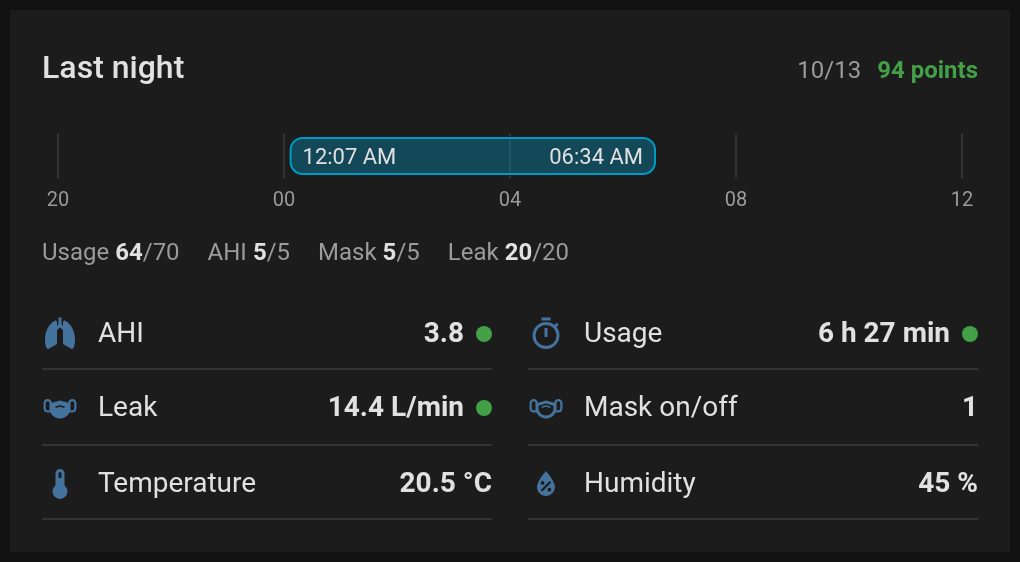 Last night 10/13 94 points
12:07 AM 06:34 AM
20 00 04 08 12
Usage 64/70 AHI 5/5 Mask 5/5 Leak 20/20
AHI 3.8 Usage 6 h 27 min
Leak 14.4 L/min Mask on/off 1
Temperature 20.5 °C Humidity 45 %